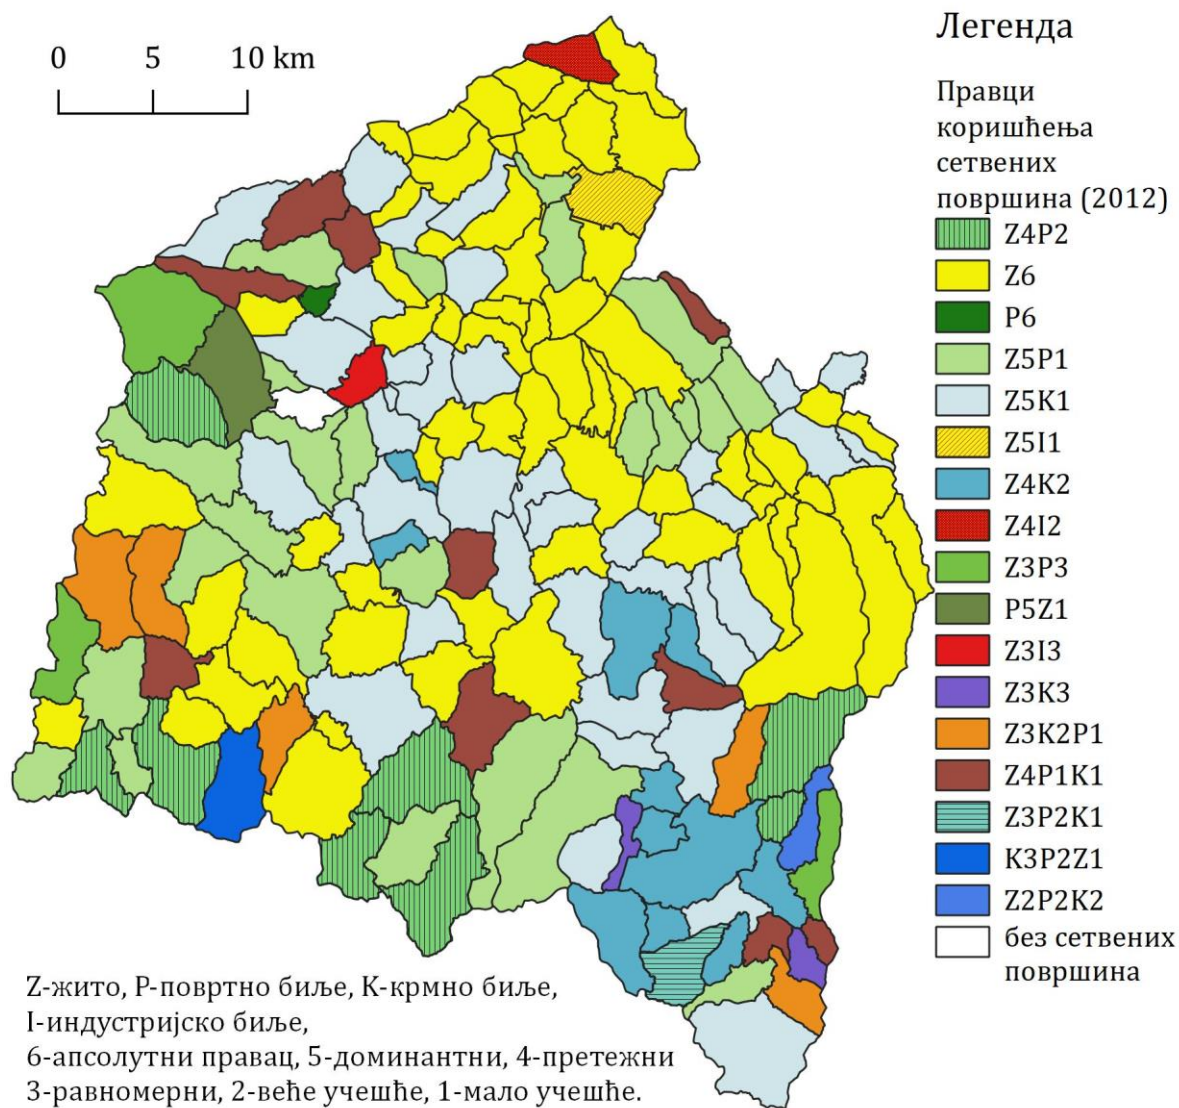 0 5 10 km
Легенда
Правци
коришћења
сетвених
површина (2012)
Z4P2
Z6
P6
Z5P1
Z5K1
Z5I1
Z4K2
Z4I2
Z3P3
P5Z1
Z3I3
Z3K3
Z3K2P1
Z4P1K1
Z3P2K1
K3P2Z1
Z2P2K2
без сетвених
површина
Z-жито, P-повртно биље, K-крмно биље,
I-индустријско биље,
6-апсолутни правац, 5-доминантни, 4-претежни
3-равномерни, 2-веће учешће, 1-мало учешће.